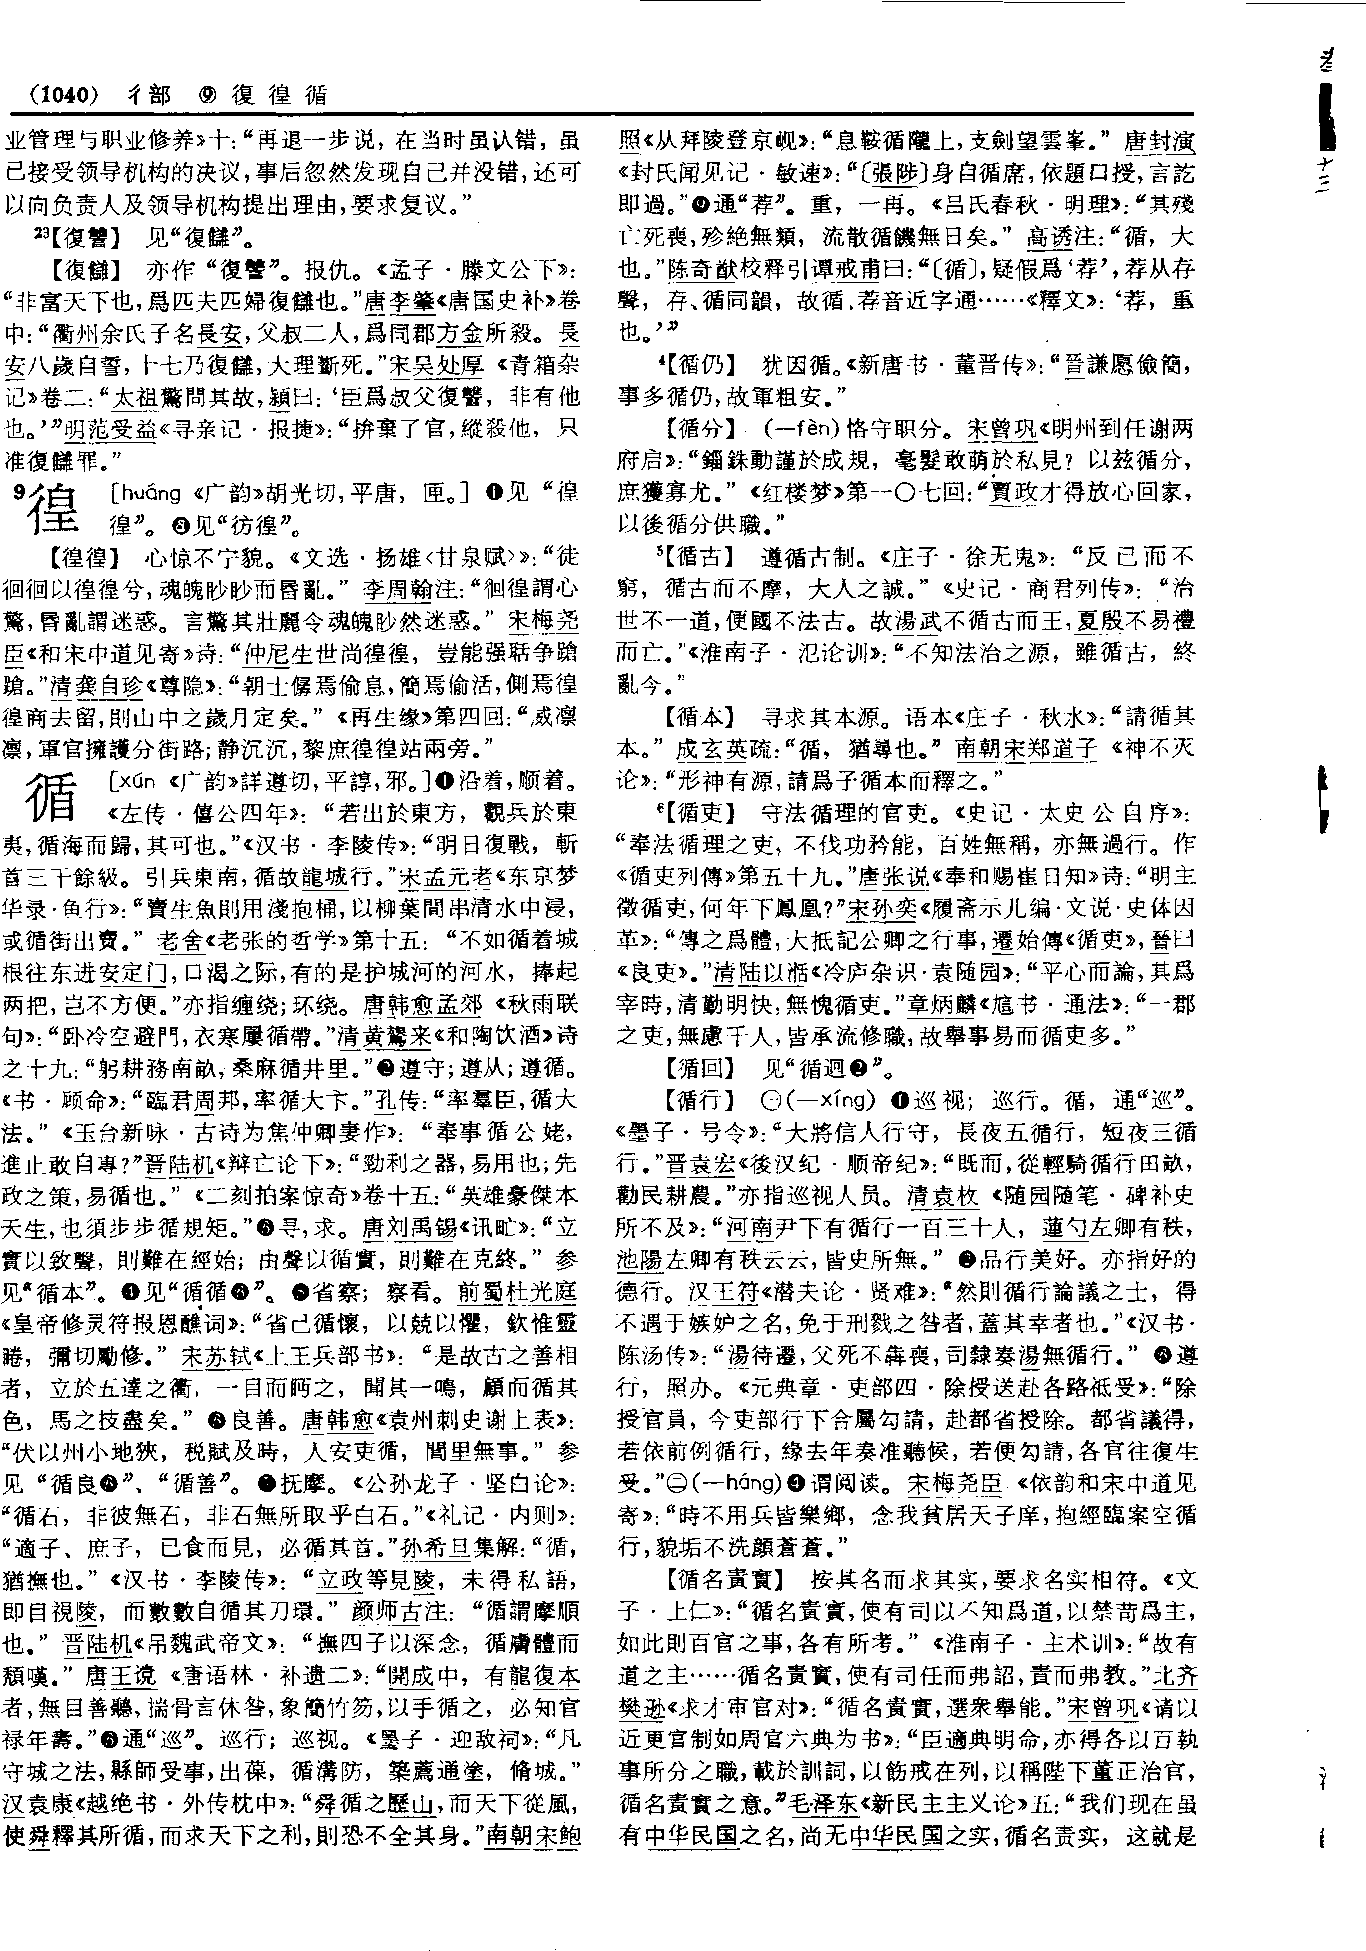 (1040) 彳部 ⑨ 復徨循
业管理与职业修养》十：“再退一步说，在当时虽认错，虽
已接受领导机构的决议，事后忽然发现自己并没错，还可
以向负责人及领导机构提出理由，要求复议。”
23【復讐】 见“復讎”。
【復讎】 亦作“復讐”。报仇。《孟子·滕文公下》：
“非富天下也，爲匹夫匹婦復讎也。”唐李肇《唐国史补》卷
中：“衢州余氏子名長安，父叔二人，爲同郡方金所殺。長
安八歲自誓，十七乃復讎，大理斷死。”宋吴处厚《青箱杂
记》卷二：“太祖驚問其故，潁曰：‘臣爲叔父復讐，非有他
也。’”明范受益《寻亲记·报捷》：“拚棄了官，縱殺他，只
准復讎罪。”
9徨 [huáng《广韵》胡光切，平唐，匣。]❶见“徨
徨”。❷见“彷徨”。
【徨徨】 心惊不宁貌。《文选·扬雄〈甘泉赋〉》：“徒
徊徊以徨徨兮，魂魄眇眇而昬亂。”李周翰注：“徊徨謂心
驚，昬亂謂迷惑。言驚其壯麗令魂魄眇然迷惑。”宋梅尧
臣《和宋中道见寄》诗：“仲尼生世尚徨徨，豈能强聒争蹌
蹌。”清龚自珍《尊隐》：“朝士僝焉偷息，簡焉偷活，側焉徨
徨商去留，則山中之歲月定矣。”《再生缘》第四回：“威凛
凛，軍官擁護分街路；静沉沉，黎庶徨徨站兩旁。”
循 [xún《广韵》詳遵切，平諄，邪。]❶沿着，顺着。
《左传·僖公四年》：“若出於東方，觀兵於東
夷，循海而歸，其可也。”《汉书·李陵传》：“明日復戰，斬
首三千餘級。引兵東南，循故龍城行。”宋孟元老《东京梦
华录·鱼行》：“賣生魚則用淺抱桶，以柳葉間串清水中浸，
或循街出賣。”老舍《老张的哲学》第十五：“不如循着城
根往东进安定门，口渴之际，有的是护城河的河水，捧起
两把，岂不方便。”亦指缠绕；环绕。唐韩愈孟郊《秋雨联
句》：“卧冷空避門，衣寒屢循帶。”清黄鷟来《和陶饮酒》诗
之十九：“躬耕務南畝，桑麻循井里。”❷遵守；遵从；遵循。
《书·顾命》：“臨君周邦，率循大卞。”孔传：“率羣臣，循大
法。”《玉台新咏·古诗为焦仲卿妻作》：“奉事循公姥，
進止敢自專？”晋陆机《辩亡论下》：“勁利之器，易用也；先
政之策，易循也。”《二刻拍案惊奇》卷十五：“英雄豪傑本
天生，也須步步循規矩。”❸寻，求。唐刘禹锡《讯甿》：“立
實以致聲，則難在經始；由聲以循實，則難在克終。”参
见“循本”。❹见“循循❹”。❺省察；察看。前蜀杜光庭
《皇帝修灵符报恩醮词》：“省己循懷，以兢以懼，欽惟靈
睠，彌切勵修。”宋苏轼《上王兵部书》：“是故古之善相
者，立於五達之衢，一目而眄之，聞其一鳴，顧而循其
色，馬之技盡矣。”❻良善。唐韩愈《袁州刺史谢上表》：
“伏以州小地狹，税賦及時，人安吏循，閭里無事。”参
见“循良❷”、“循善”。❼抚摩。《公孙龙子·坚白论》：
“循石，非彼無石，非石無所取乎白石。”《礼记·内则》：
“適子、庶子，已食而見，必循其首。”孙希旦集解：“循，
猶撫也。”《汉书·李陵传》：“立政等見陵，未得私語，
即目視陵，而數數自循其刀環。”颜师古注：“循謂摩順
也。”晋陆机《吊魏武帝文》：“撫四子以深念，循膚體而
頽嘆。”唐王谠《唐语林·补遗二》：“開成中，有龍復本
者，無目善聽，揣骨言休咎，象簡竹笏，以手循之，必知官
禄年壽。”❽通“巡”。巡行；巡视。《墨子·迎敌祠》：“凡
守城之法，縣師受事，出葆，循溝防，築薦通塗，脩城。”
汉袁康《越绝书·外传枕中》：“舜循之歷山，而天下從風，
使舜釋其所循，而求天下之利，則恐不全其身。”南朝宋鲍
照《从拜陵登京岘》：“息鞍循隴上，支劍望雲峯。”唐封演
《封氏闻见记·敏速》：“〔張陟〕身自循席，依題口授，言訖
即過。”❾通“荐”。重，一再。《吕氏春秋·明理》：“其殘
亡死喪，殄絶無類，流散循饑無日矣。”高诱注：“循，大
也。”陈奇猷校释引谭戒甫曰：“〔循〕，疑假爲‘荐’，荐从存
聲，存、循同韻，故循、荐音近字通……《釋文》：‘荐，重
也。’”
4【循仍】 犹因循。《新唐书·董晋传》：“晉謙愿儉簡，
事多循仍，故軍粗安。”
【循分】 (—fèn)恪守职分。宋曾巩《明州到任谢两
府启》：“錙銖動謹於成規，毫髮敢萌於私見？以兹循分，
庶獲寡尤。”《红楼梦》第一〇七回：“賈政才得放心回家，
以後循分供職。”
5【循古】 遵循古制。《庄子·徐无鬼》：“反已而不
窮，循古而不摩，大人之誠。”《史记·商君列传》：“治
世不一道，便國不法古。故湯武不循古而王，夏殷不易禮
而亡。”《淮南子·氾论训》：“不知法治之源，雖循古，終
亂今。”
【循本】 寻求其本源。语本《庄子·秋水》：“請循其
本。”成玄英疏：“循，猶尋也。”南朝宋郑道子《神不灭
论》：“形神有源，請爲子循本而釋之。”
6【循吏】 守法循理的官吏。《史记·太史公自序》：
“奉法循理之吏，不伐功矜能，百姓無稱，亦無過行。作
《循吏列傳》第五十九。”唐张说《奉和赐崔日知》诗：“明主
徵循吏，何年下鳳凰？”宋孙奕《履斋示儿编·文说·史体因
革》：“傳之爲體，大抵記公卿之行事，遷始傳《循吏》，晉曰
《良吏》。”清陆以湉《冷庐杂识·袁随园》：“平心而論，其爲
宰時，清勤明快，無愧循吏。”章炳麟《訄书·通法》：“一郡
之吏，無慮千人，皆承流修職，故舉事易而循吏多。”
【循回】 见“循迴❷”。
【循行】 ㊀(—xíng) ❶巡视；巡行。循，通“巡”。
《墨子·号令》：“大將信人行守，長夜五循行，短夜三循
行。”晋袁宏《後汉纪·顺帝纪》：“既而，從輕騎循行田畝，
勸民耕農。”亦指巡视人员。清袁枚《随园随笔·碑补史
所不及》：“河南尹下有循行一百三十人，蓮勺左卿有秩，
池陽左卿有秩云云，皆史所無。”❷品行美好。亦指好的
德行。汉王符《潜夫论·贤难》：“然則循行論議之士，得
不遇于嫉妒之名，免于刑戮之咎者，蓋其幸者也。”《汉书·
陈汤传》：“湯待遷，父死不犇喪，司隸奏湯無循行。”❸遵
行，照办。《元典章·吏部四·除授送赴各路祗受》：“除
授官員，今吏部行下合屬勾請，赴都省授除。都省議得，
若依前例循行，緣去年奏准聽候，若便勾請，各官往復生
受。”㊁(—háng)❹谓阅读。宋梅尧臣《依韵和宋中道见
寄》：“時不用兵皆樂鄉，念我貧居天子庠，抱經臨案空循
行，貌垢不洗顔蒼蒼。”
【循名責實】 按其名而求其实，要求名实相符。《文
子·上仁》：“循名責實，使有司以不知爲道，以禁苛爲主，
如此則百官之事，各有所考。”《淮南子·主术训》：“故有
道之主……循名責實，使有司任而弗詔，責而弗教。”北齐
樊逊《求才审官对》：“循名責實，選衆舉能。”宋曾巩《请以
近更官制如周官六典为书》：“臣適典明命，亦得各以百執
事所分之職，載於訓詞，以飭戒在列，以稱陛下董正治官，
循名責實之意。”毛泽东《新民主主义论》五：“我们现在虽
有中华民国之名，尚无中华民国之实，循名责实，这就是